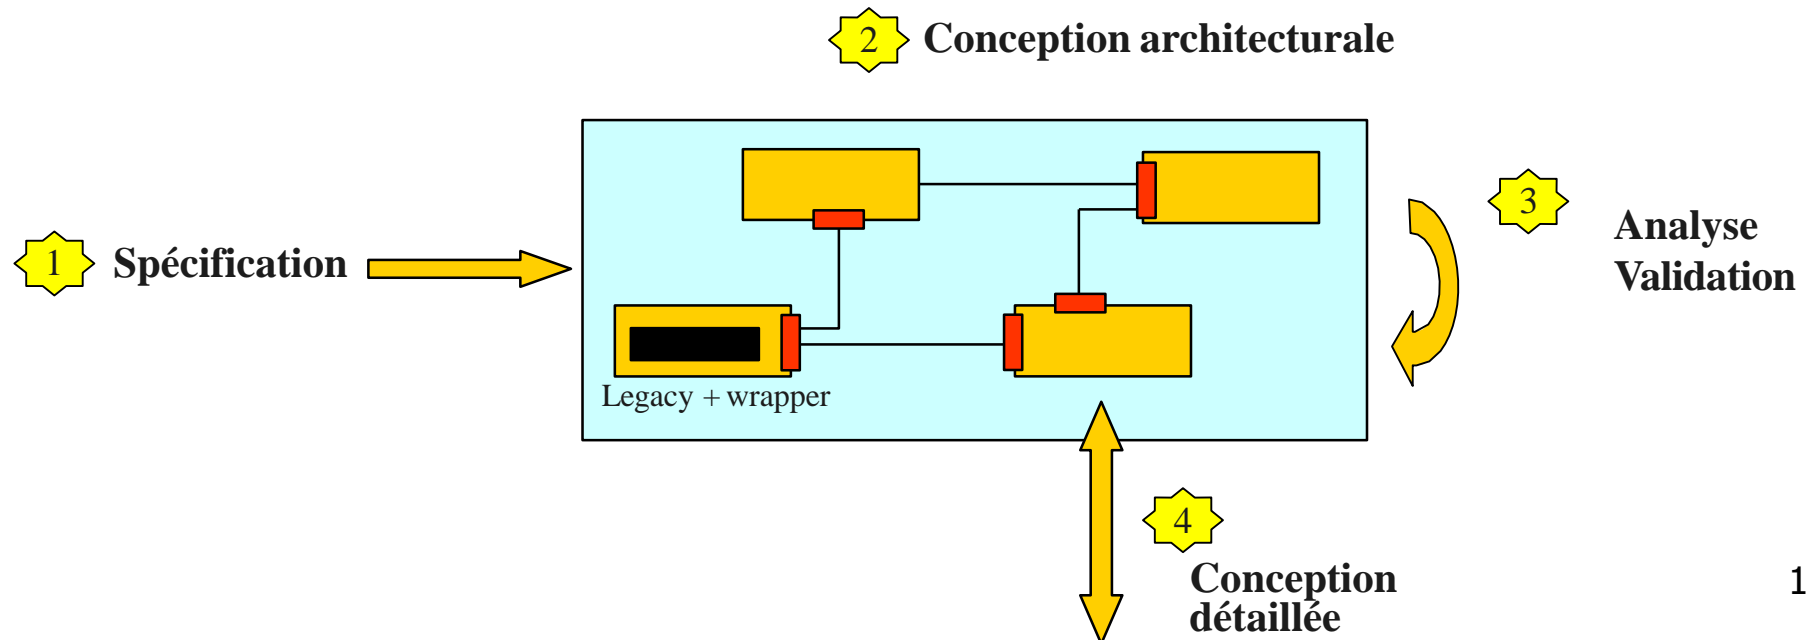 2 Conception architecturale
1 Spécification
3
Analyse
Validation
Legacy + wrapper
4
Conception
détaillée
1